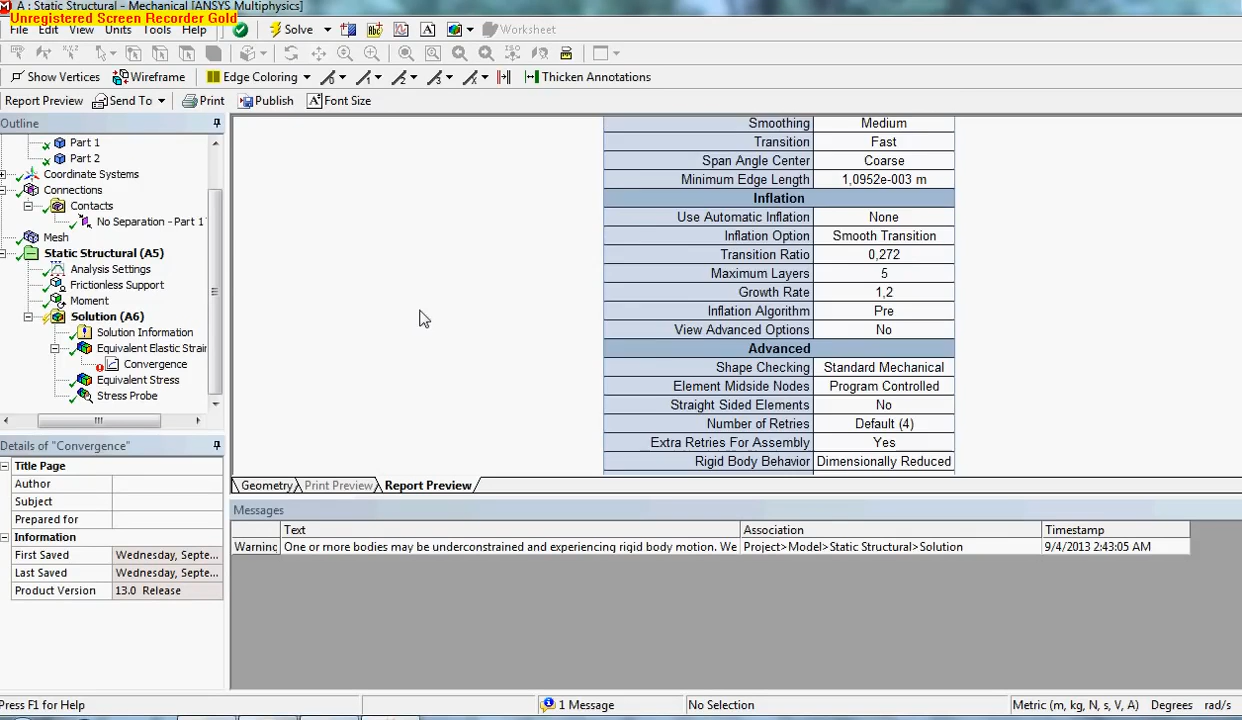 A : Static Structural - Mechanical [ANSYS Multiphysics]
Unregistered Screen Recorder Gold
File Edit View Units Tools Help Solve Worksheet
Show Vertices Wireframe Edge Coloring Thicken Annotations
Report Preview Send To Print Publish Font Size
Outline
Part 1
Part 2
Coordinate Systems
Connections
Contacts
No Separation - Part 1
Mesh
Static Structural (A5)
Analysis Settings
Frictionless Support
Moment
Solution (A6)
Solution Information
Equivalent Elastic Strair
Convergence
Equivalent Stress
Stress Probe
Details of "Convergence"
Title Page
Author
Subject
Prepared for
Information
First Saved Wednesday, Septe...
Last Saved Wednesday, Septe...
Product Version 13.0 Release
Smoothing Medium
Transition Fast
Span Angle Center Coarse
Minimum Edge Length 1,0952e-003 m
Inflation
Use Automatic Inflation None
Inflation Option Smooth Transition
Transition Ratio 0,272
Maximum Layers 5
Growth Rate 1,2
Inflation Algorithm Pre
View Advanced Options No
Advanced
Shape Checking Standard Mechanical
Element Midside Nodes Program Controlled
Straight Sided Elements No
Number of Retries Default (4)
Extra Retries For Assembly Yes
Rigid Body Behavior Dimensionally Reduced
Geometry Print Preview Report Preview
Messages
Text Association Timestamp
Warning One or more bodies may be underconstrained and experiencing rigid body motion. We Project>Model>Static Structural>Solution 9/4/2013 2:43:05 AM
Press F1 for Help 1 Message No Selection Metric (m, kg, N, s, V, A) Degrees rad/s